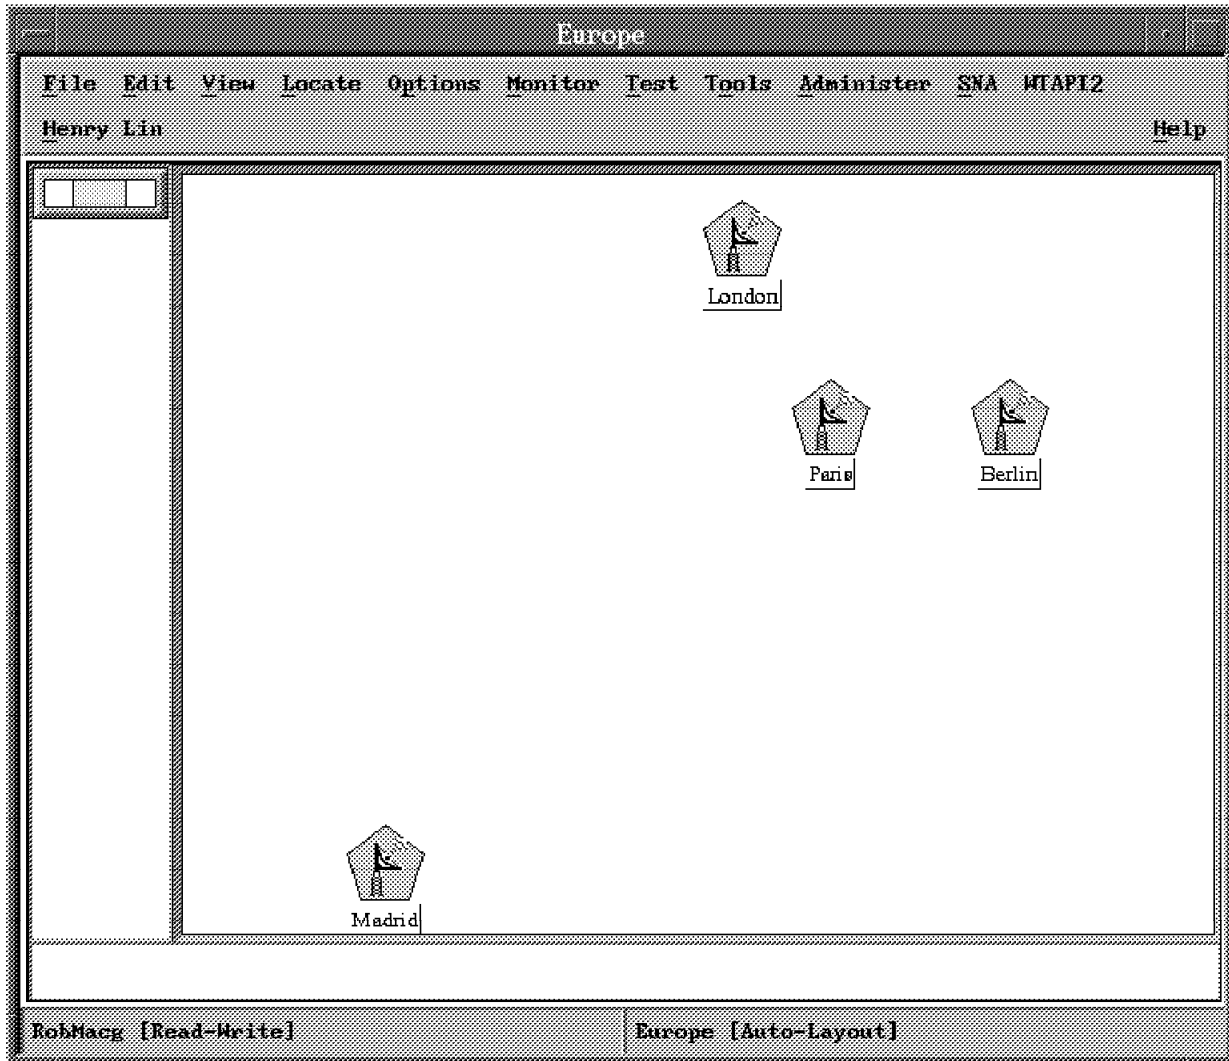 Europe
File Edit View Locate Options Monitor Test Tools Administer SNA WTAPI2
Henry Lin Help
London
Paris Berlin
Madrid
RobMacg [Read-Write] Europe [Auto-Layout]